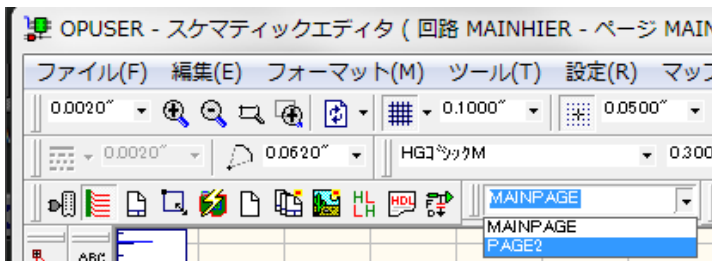 OPUSER - スケマティックエディタ ( 回路 MAINHIER - ページ MAIN
ファイル(F) 編集(E) フォーマット(M) ツール(T) 設定(R) マップ
0.0020″ 0.1000″ 0.0500″
0.0020″ 0.0620″ HGゴシックM 0.300
HL LH HDL MAINPAGE
MAINPAGE
ABC PAGE2